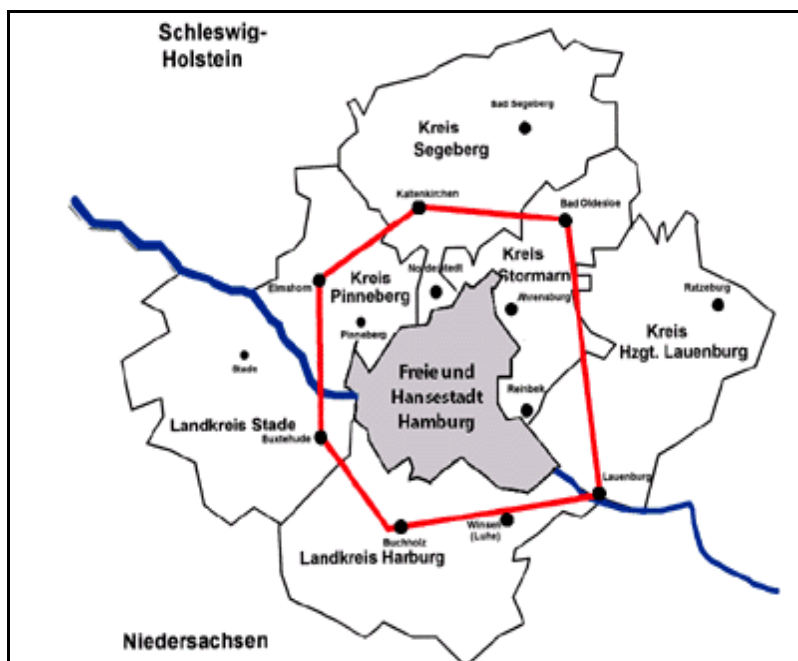 Schleswig-
Holstein
Bad Segeberg
Kreis
Segeberg
Kaltenkirchen
Bad Oldesloe
Kreis
Stormarn
Norderstedt
Elmshorn
Kreis
Pinneberg
Ahrensburg
Ratzeburg
Pinneberg
Kreis
Hzgt. Lauenburg
Stade
Freie und
Hansestadt
Hamburg
Reinbek
Landkreis Stade
Buxtehude
Lauenburg
Winsen
(Luhe)
Buchholz
Landkreis Harburg
Niedersachsen